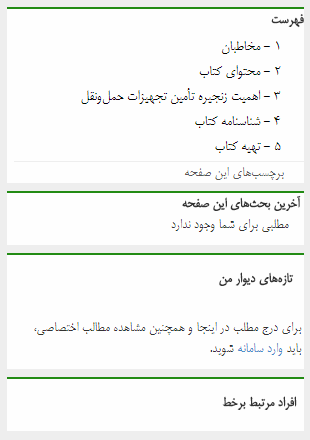 فهرست
۱ - مخاطبان
۲ - محتوای کتاب
۳ - اهمیت زنجیره تأمین تجهیزات حمل‌ونقل
۴ - شناسنامه کتاب
۵ - تهیه کتاب
برچسب‌های این صفحه
آخرین بحث‌های این صفحه
مطلبی برای شما وجود ندارد
تازه‌های دیوار من
برای درج مطلب در اینجا و همچنین مشاهده مطالب اختصاصی،
باید وارد سامانه شوید.
افراد مرتبط برخط